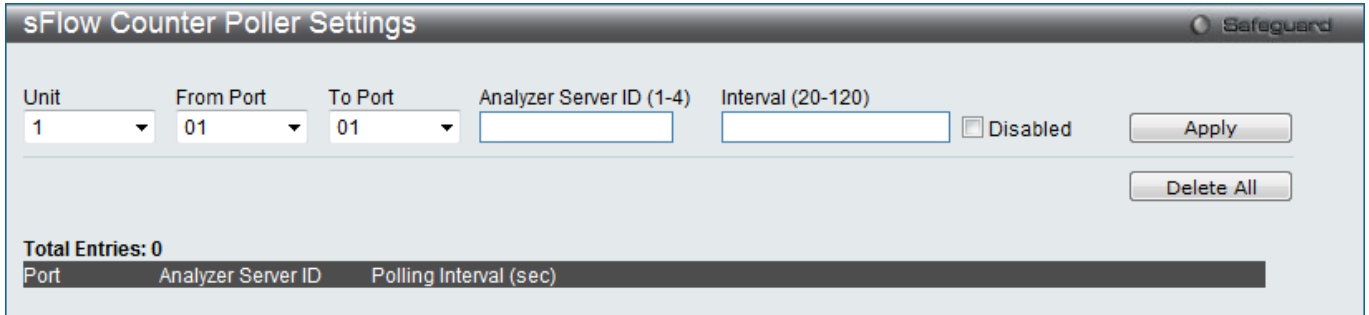 sFlow Counter Poller Settings
Safeguard
Unit From Port To Port Analyzer Server ID (1-4) Interval (20-120)
1 01 01 Disabled Apply
Delete All
Total Entries: 0
Port Analyzer Server ID Polling Interval (sec)